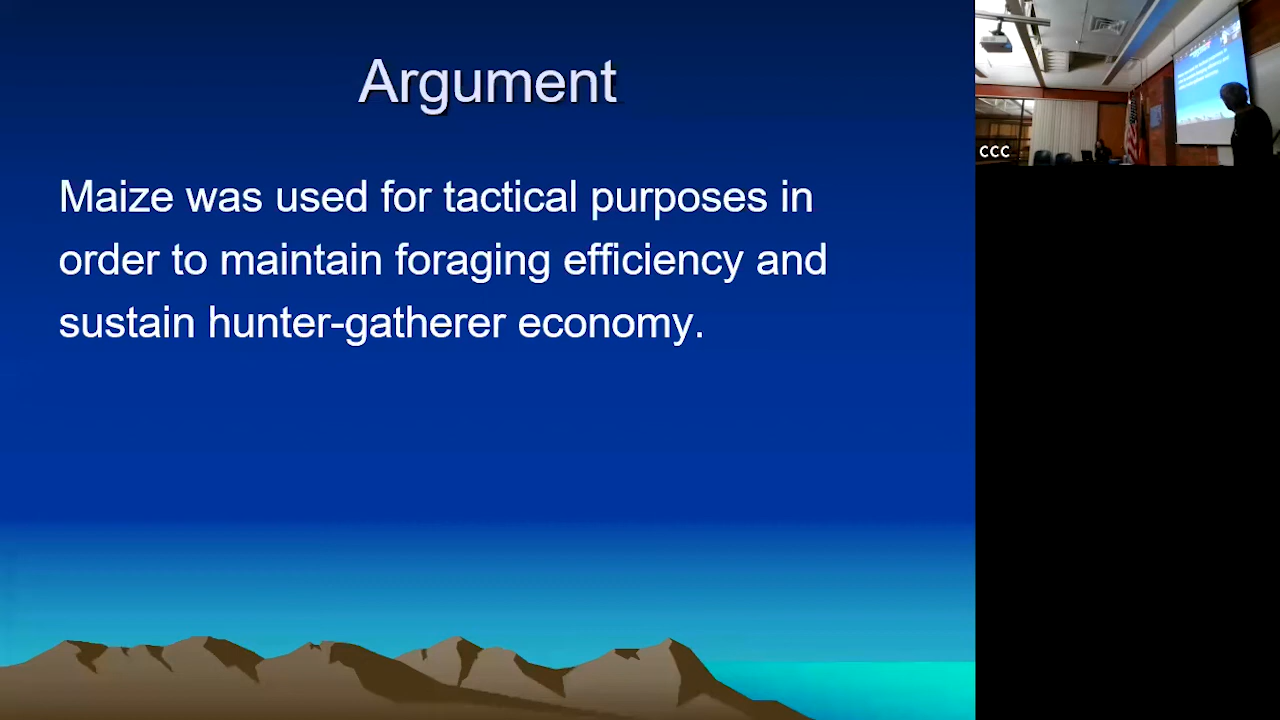 Argument
Maize was used for tactical purposes in
order to maintain foraging efficiency and
sustain hunter-gatherer economy.
CCC